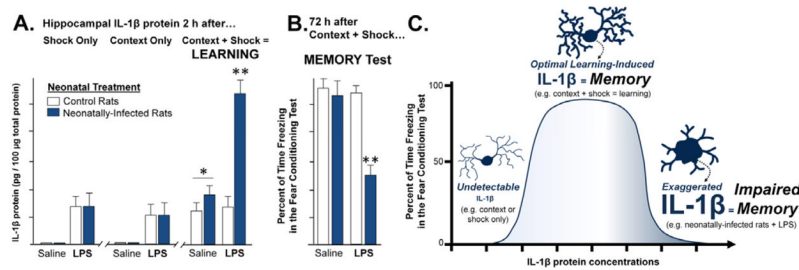 A.
Hippocampal IL-1β protein 2 h after…
Shock Only
Context Only
Context + Shock =
LEARNING
**
Neonatal Treatment
Control Rats
Neonatally-Infected Rats
*
IL-1β protein (pg / 100 µg total protein)
Saline
LPS
Saline
LPS
Saline
LPS
B.
72 h after
Context + Shock…
MEMORY Test
Percent of Time Freezing
in the Fear Conditioning Test
**
Saline
LPS
C.
Percent of Time Freezing
in the Fear Conditioning Test
100
50
0
Optimal Learning-Induced
IL-1β = Memory
(e.g. context + shock = learning)
Undetectable
IL-1β
(e.g. context or
shock only)
Exaggerated
IL-1β = Impaired
Memory
(e.g. neonatally-infected rats + LPS)
IL-1β protein concentrations